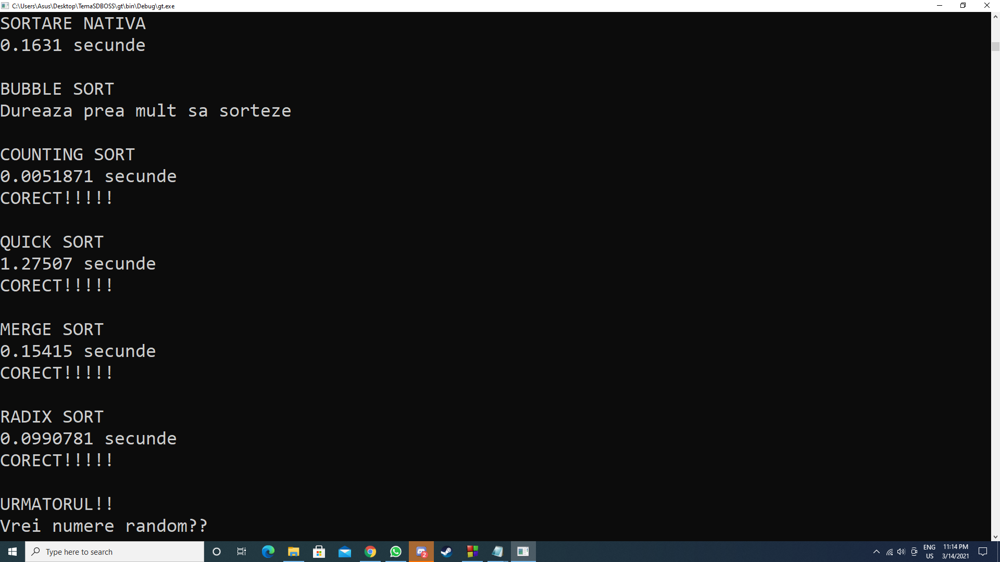 C:\Users\Asus\Desktop\TemaSDBOSS\gt\bin\Debug\gt.exe
SORTARE NATIVA
0.1631 secunde
BUBBLE SORT
Dureaza prea mult sa sorteze
COUNTING SORT
0.0051871 secunde
CORECT!!!!!
QUICK SORT
1.27507 secunde
CORECT!!!!!
MERGE SORT
0.15415 secunde
CORECT!!!!!
RADIX SORT
0.0990781 secunde
CORECT!!!!!
URMATORUL!!
Vrei numere random??
Type here to search
2
ENG
US
11:14 PM
3/14/2021